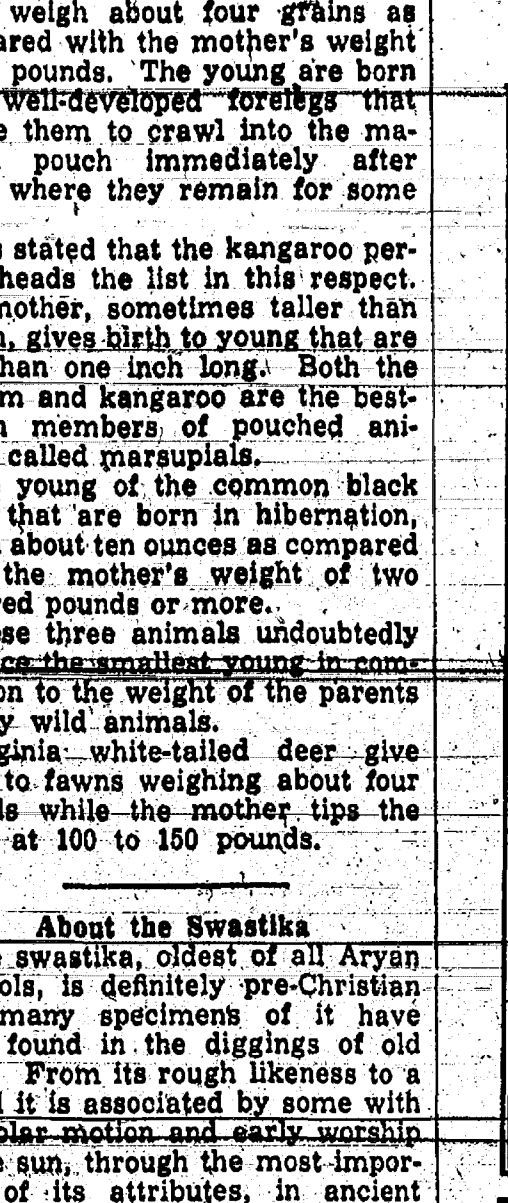 weigh about four grains as
ared with the mother's weight
pounds. The young are born
well-developed forelegs that
e them to crawl into the ma-
pouch immediately after
where they remain for some
s stated that the kangaroo per-
heads the list in this respect.
mother, sometimes taller than
n, gives birth to young that are
han one inch long. Both the
m and kangaroo are the best-
n members of pouched ani-
called marsupials.
young of the common black
that are born in hibernation,
about ten ounces as compared
the mother's weight of two
red pounds or more.
se three animals undoubtedly
ce the smallest young in com-
on to the weight of the parents
y wild animals.
ginia white-tailed deer give
to fawns weighing about four
ds while the mother tips the
at 100 to 150 pounds.
About the Swastika
e swastika, oldest of all Aryan
ols, is definitely pre-Christian
many specimens of it have
found in the diggings of old
From its rough likeness to a
l it is associated by some with
olar motion and early worship
e sun, through the most impor-
of its attributes, in ancient